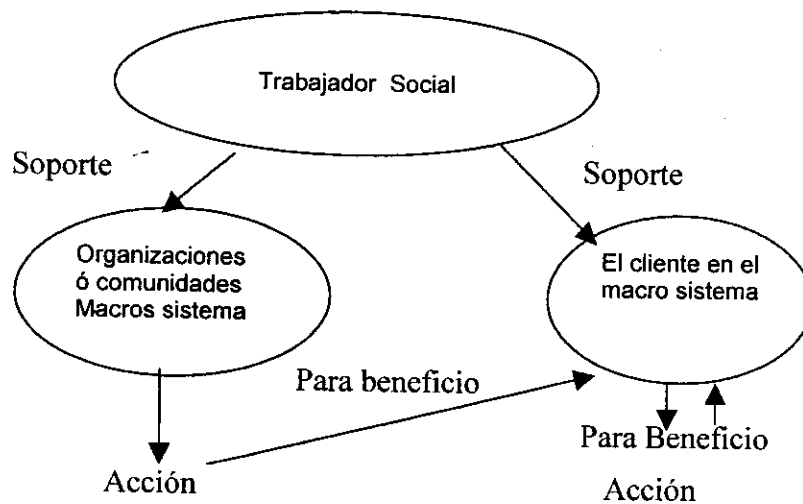 Trabajador Social
Soporte
Soporte
Organizaciones
ó comunidades
Macros sistema
El cliente en el
macro sistema
Para beneficio
Para Beneficio
Acción
Acción